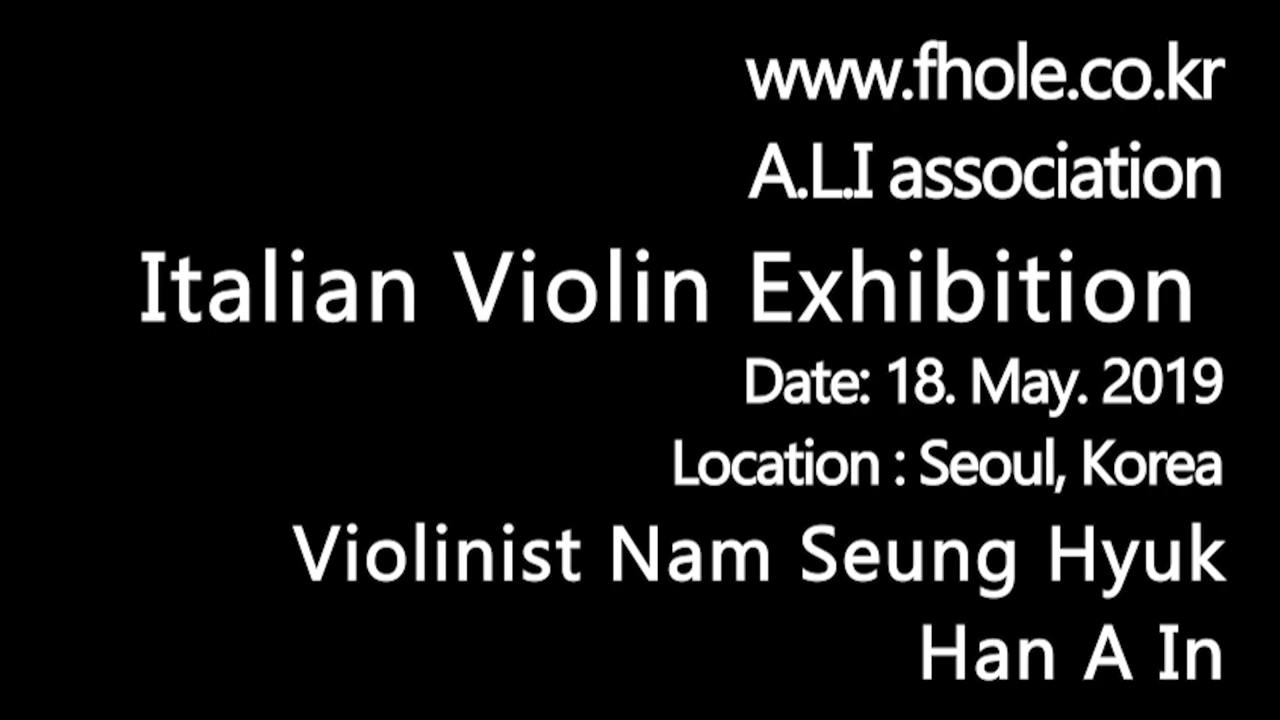 www.fhole.co.kr
A.L.I association
Italian Violin Exhibition
Date: 18. May. 2019
Location : Seoul, Korea
Violinist Nam Seung Hyuk
Han A In